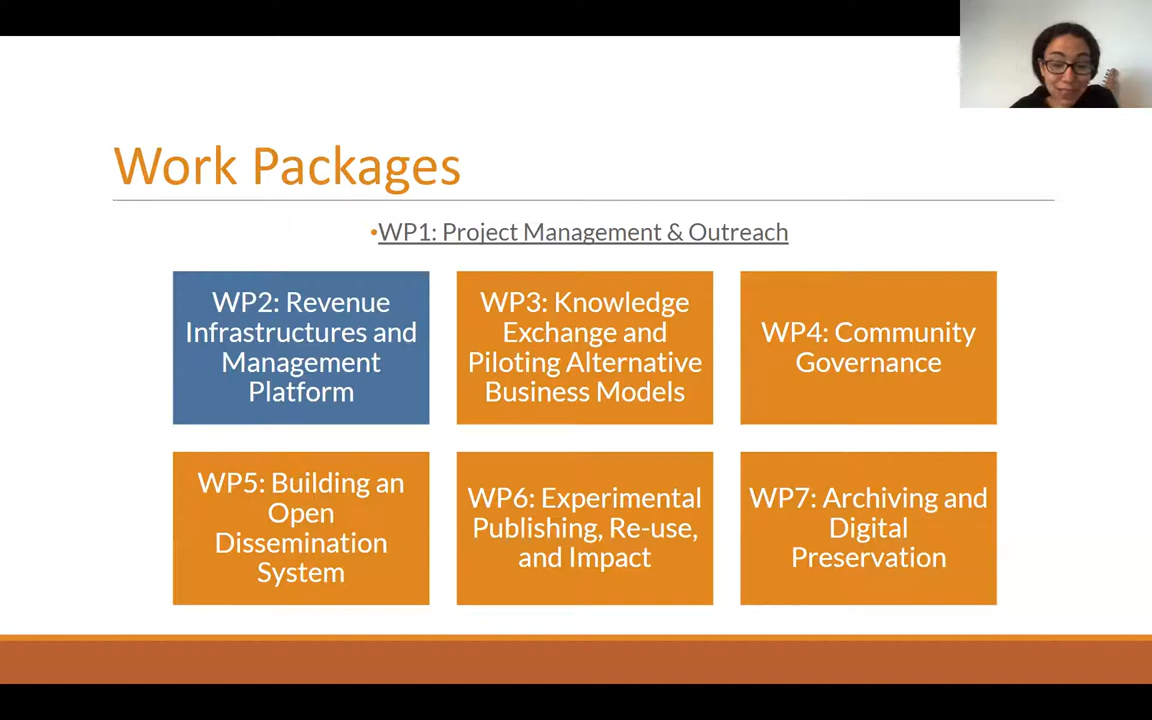 Work Packages
•WP1: Project Management & Outreach
WP2: Revenue
Infrastructures and
Management
Platform
WP3: Knowledge
Exchange and
Piloting Alternative
Business Models
WP4: Community
Governance
WP5: Building an
Open
Dissemination
System
WP6: Experimental
Publishing, Re-use,
and Impact
WP7: Archiving and
Digital
Preservation